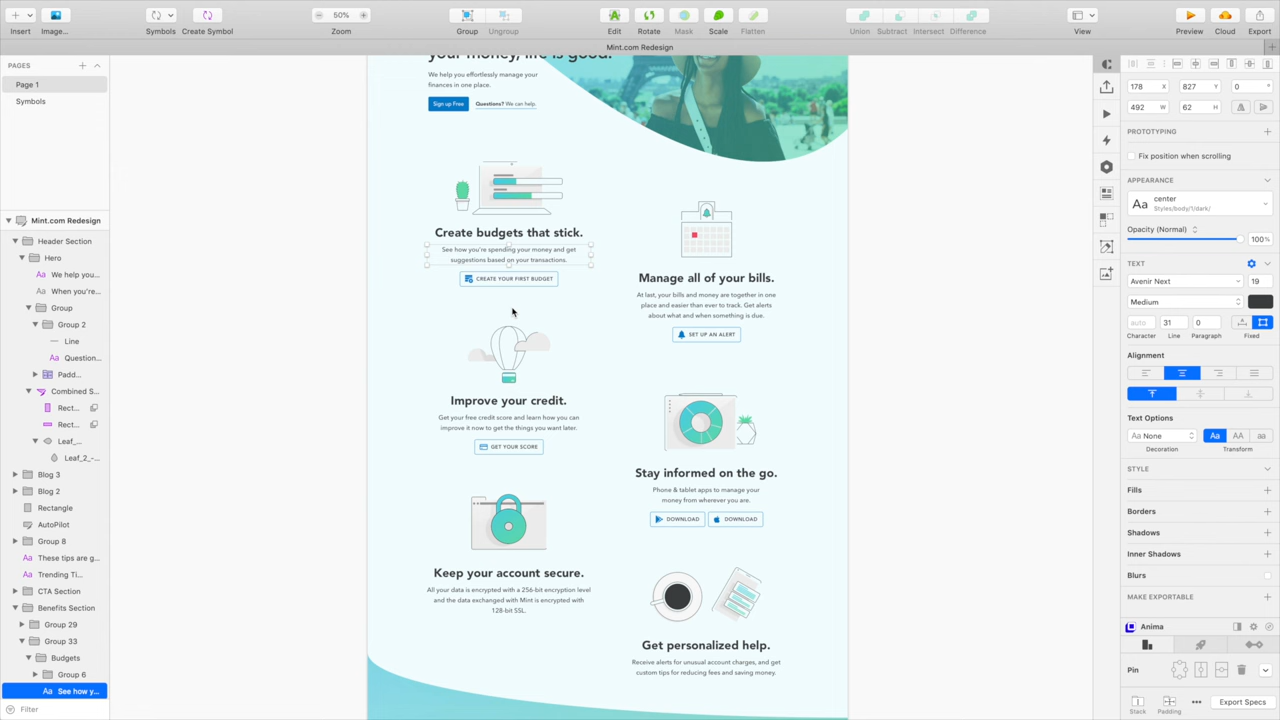 Insert
Image...
Symbols
Create Symbol
50%
Zoom
Group
Ungroup
Edit
Rotate
Mask
Scale
Flatten
Union
Subtract
Intersect
Difference
View
Preview
Cloud
Export
Mint.com Redesign
PAGES
Page 1
Symbols
Mint.com Redesign
Header Section
Hero
We help you...
When you're...
Group
Group 2
Line
Question...
Padd...
Combined S...
Rect...
Rect...
Leaf_...
Leaf_2_-...
Blog 3
Blog 2
Rectangle
AutoPilot
Group 8
These tips are g...
Trending Ti...
CTA Section
Benefits Section
Group 29
Group 33
Budgets
Group 6
See how y...
Filter
your money, life is good.
We help you effortlessly manage your
finances in one place.
Sign up Free
Questions? We can help.
Create budgets that stick.
See how you're spending your money and get
suggestions based on your transactions.
CREATE YOUR FIRST BUDGET
Improve your credit.
Get your free credit score and learn how you can
improve it now to get the things you want later.
GET YOUR SCORE
Keep your account secure.
All your data is encrypted with a 256-bit encryption level
and the data exchanged with Mint is encrypted with
128-bit SSL.
Manage all of your bills.
At last, your bills and money are together in one
place and easier than ever to track. Get alerts
about what and when something is due.
SET UP AN ALERT
Stay informed on the go.
Phone & tablet apps to manage your
money from wherever you are.
DOWNLOAD
DOWNLOAD
Get personalized help.
Receive alerts for unusual account charges, and get
custom tips for reducing fees and saving money.
178 X 827 Y 0 °
492 W 62 H
PROTOTYPING
Fix position when scrolling
APPEARANCE
Aa
center
Styles/body/1/dark/
Opacity (Normal)
100%
TEXT
Avenir Next
19
Medium
auto 31 0
Character Line Paragraph Fixed
Alignment
Text Options
None
Aa AA aa
Decoration Transform
STYLE
Fills
Borders
Shadows
Inner Shadows
Blurs
MAKE EXPORTABLE
Anima
Pin
Stack
Padding
Export Specs